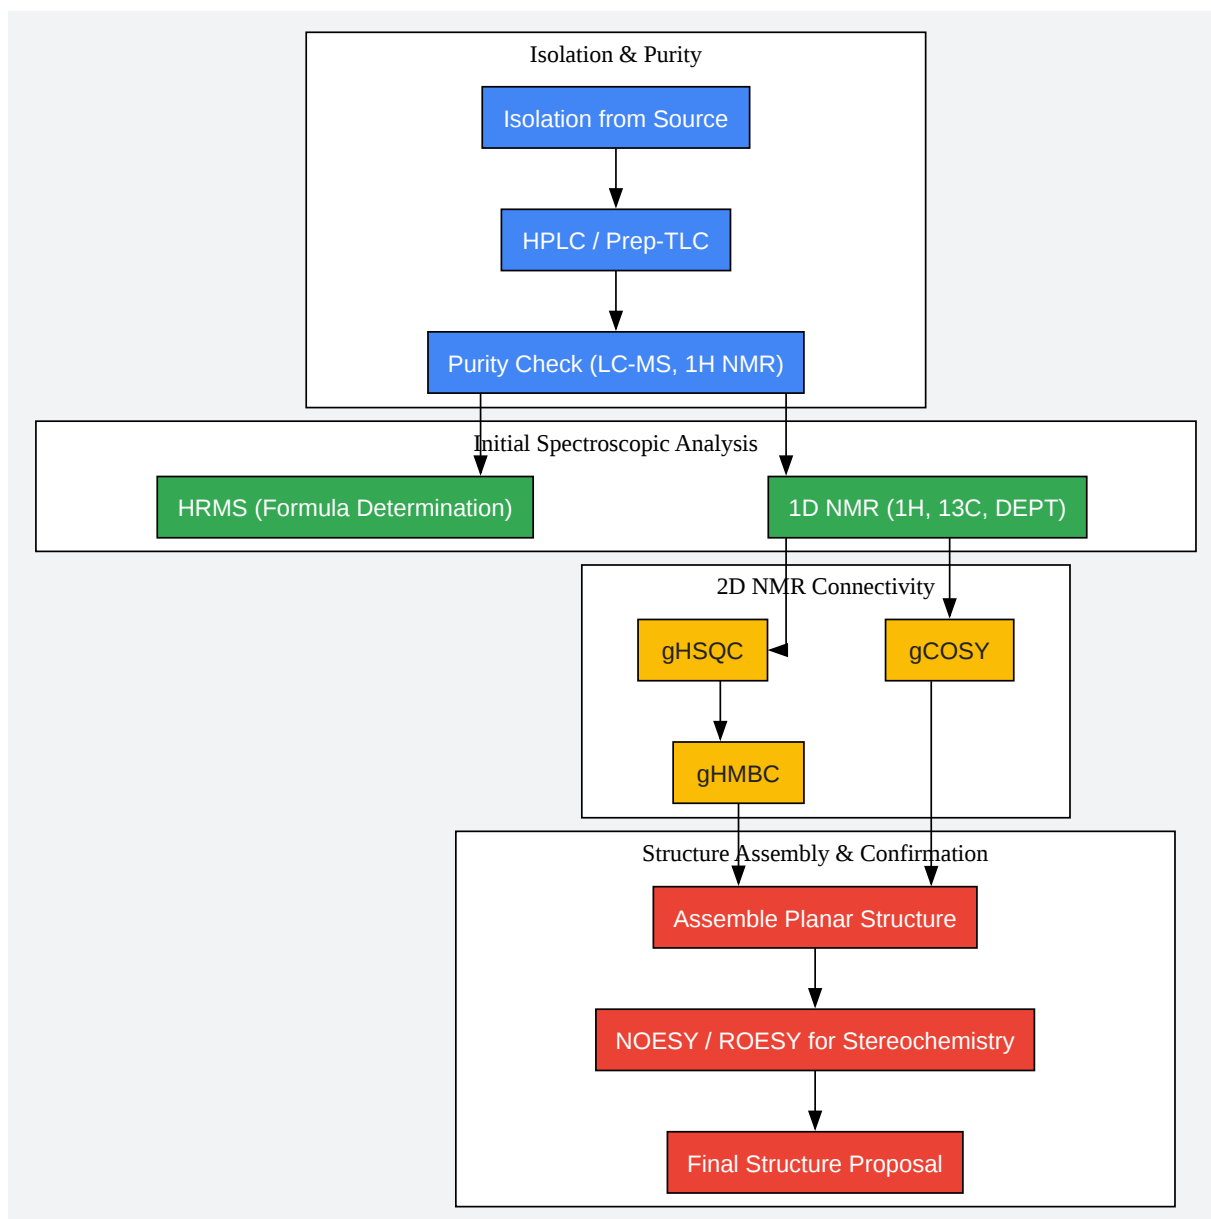 Isolation & Purity
Isolation from Source
HPLC / Prep-TLC
Purity Check (LC-MS, 1H NMR)
Initial Spectroscopic Analysis
HRMS (Formula Determination)
1D NMR (1H, 13C, DEPT)
2D NMR Connectivity
gHSQC
gCOSY
gHMBC
Structure Assembly & Confirmation
Assemble Planar Structure
NOESY / ROESY for Stereochemistry
Final Structure Proposal